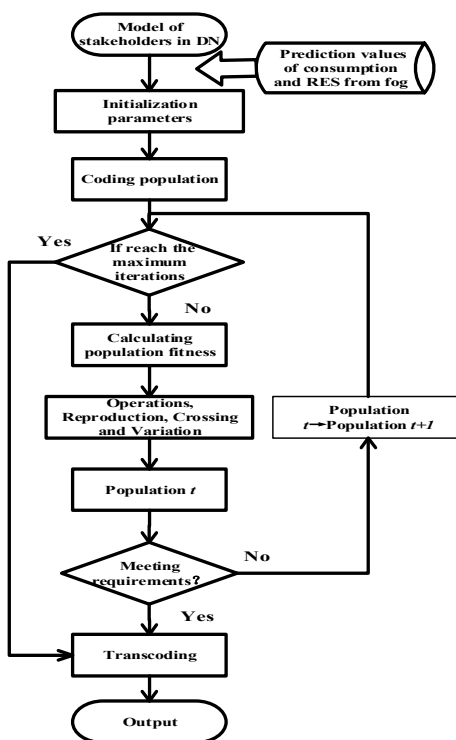 Model of
stakeholders in DN
Prediction values
of consumption
and RES from fog
Initialization
parameters
Coding population
Yes
If reach the
maximum
iterations
No
Calculating
population fitness
Operations,
Reproduction, Crossing
and Variation
Population
t→Population t+1
Population t
No
Meeting
requirements?
Yes
Transcoding
Output